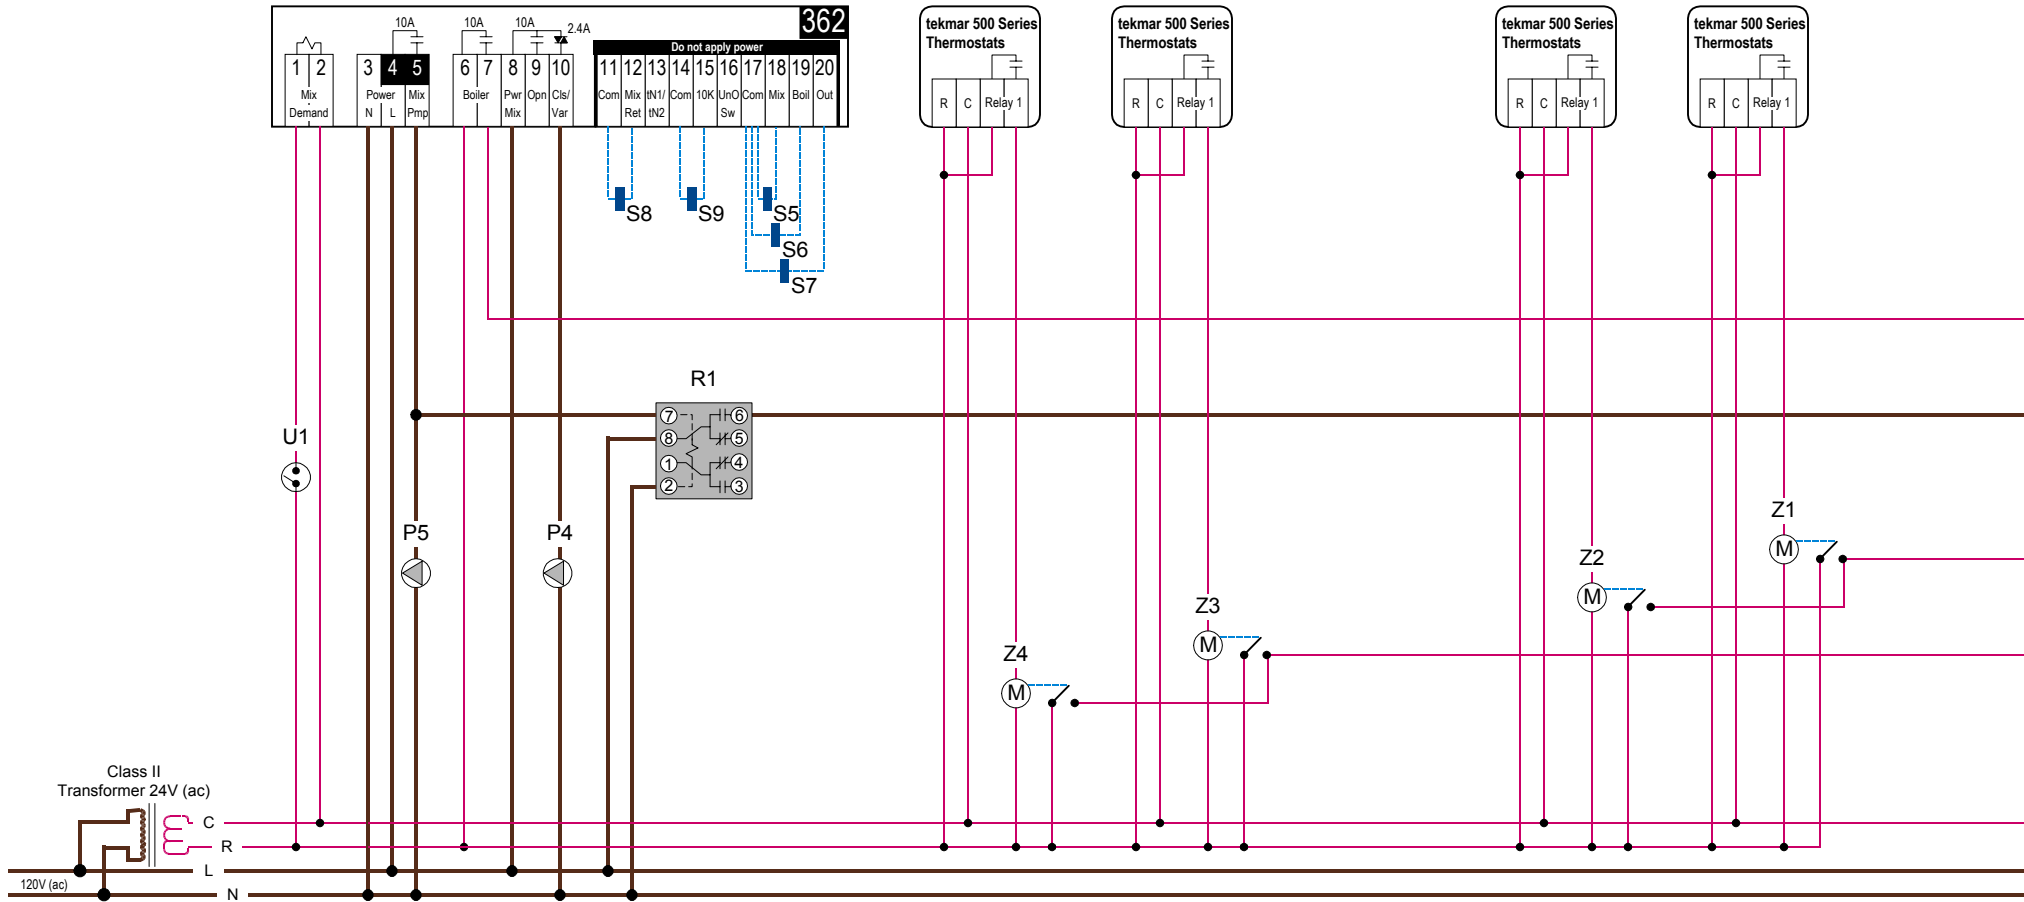 362
10A
10A
10A
2.4A
Do not apply power
1 2 3 4 5 6 7 8 9 10 11 12 13 14 15 16 17 18 19 20
Mix
Demand
Power
N L
Mix
Pmp
Boiler
Pwr
Mix
Opn
Cls/
Var
Com
Mix
Ret
tN1/
tN2
Com
10K
UnO
Sw
Com
Mix
Boil
Out
tekmar 500 Series
Thermostats
R C Relay 1
tekmar 500 Series
Thermostats
R C Relay 1
tekmar 500 Series
Thermostats
R C Relay 1
tekmar 500 Series
Thermostats
R C Relay 1
S8
S9
S5
S6
S7
R1
7
8
1
2
6
5
4
3
U1
P5
P4
Z1
M
Z2
M
Z3
M
Z4
M
Class II
Transformer 24V (ac)
C
R
L
120V (ac)
N